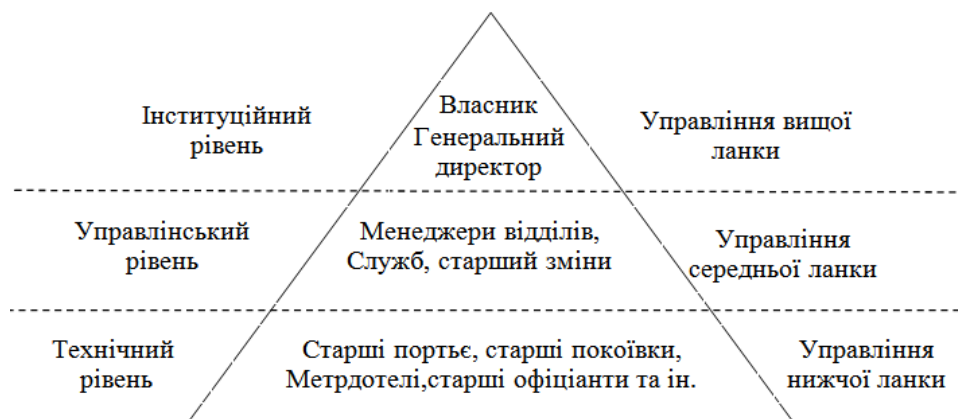 Інституційний
рівень
Власник
Генеральний
директор
Управління вищої
ланки
Управлінський
рівень
Менеджери відділів,
Служб, старший зміни
Управління
середньої ланки
Технічний
рівень
Старші портьє, старші покоївки,
Метрдотелі,старші офіціанти та ін.
Управління
нижчої ланки